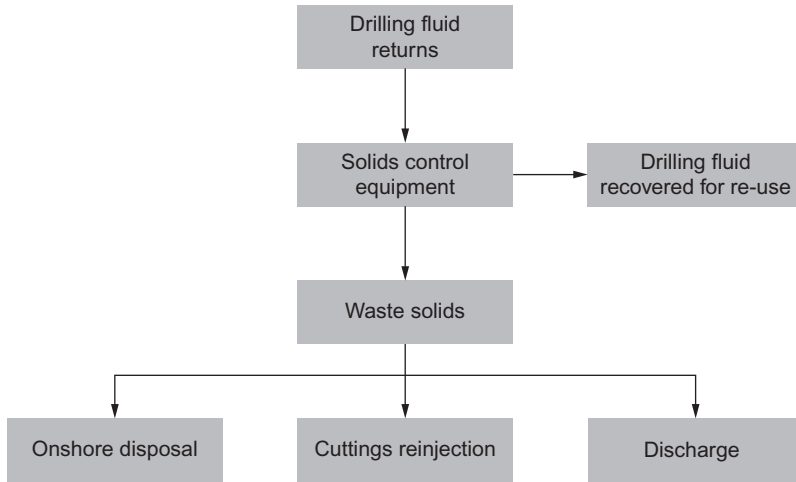 Drilling fluid
returns
Solids control
equipment
Drilling fluid
recovered for re-use
Waste solids
Onshore disposal
Cuttings reinjection
Discharge